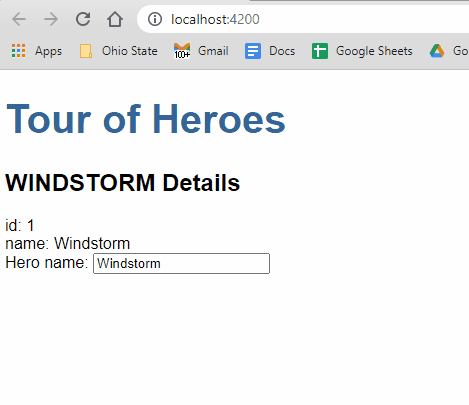 localhost:4200
Apps Ohio State 100+ Gmail Docs Google Sheets Go
Tour of Heroes
WINDSTORM Details
id: 1
name: Windstorm
Hero name: Windstorm